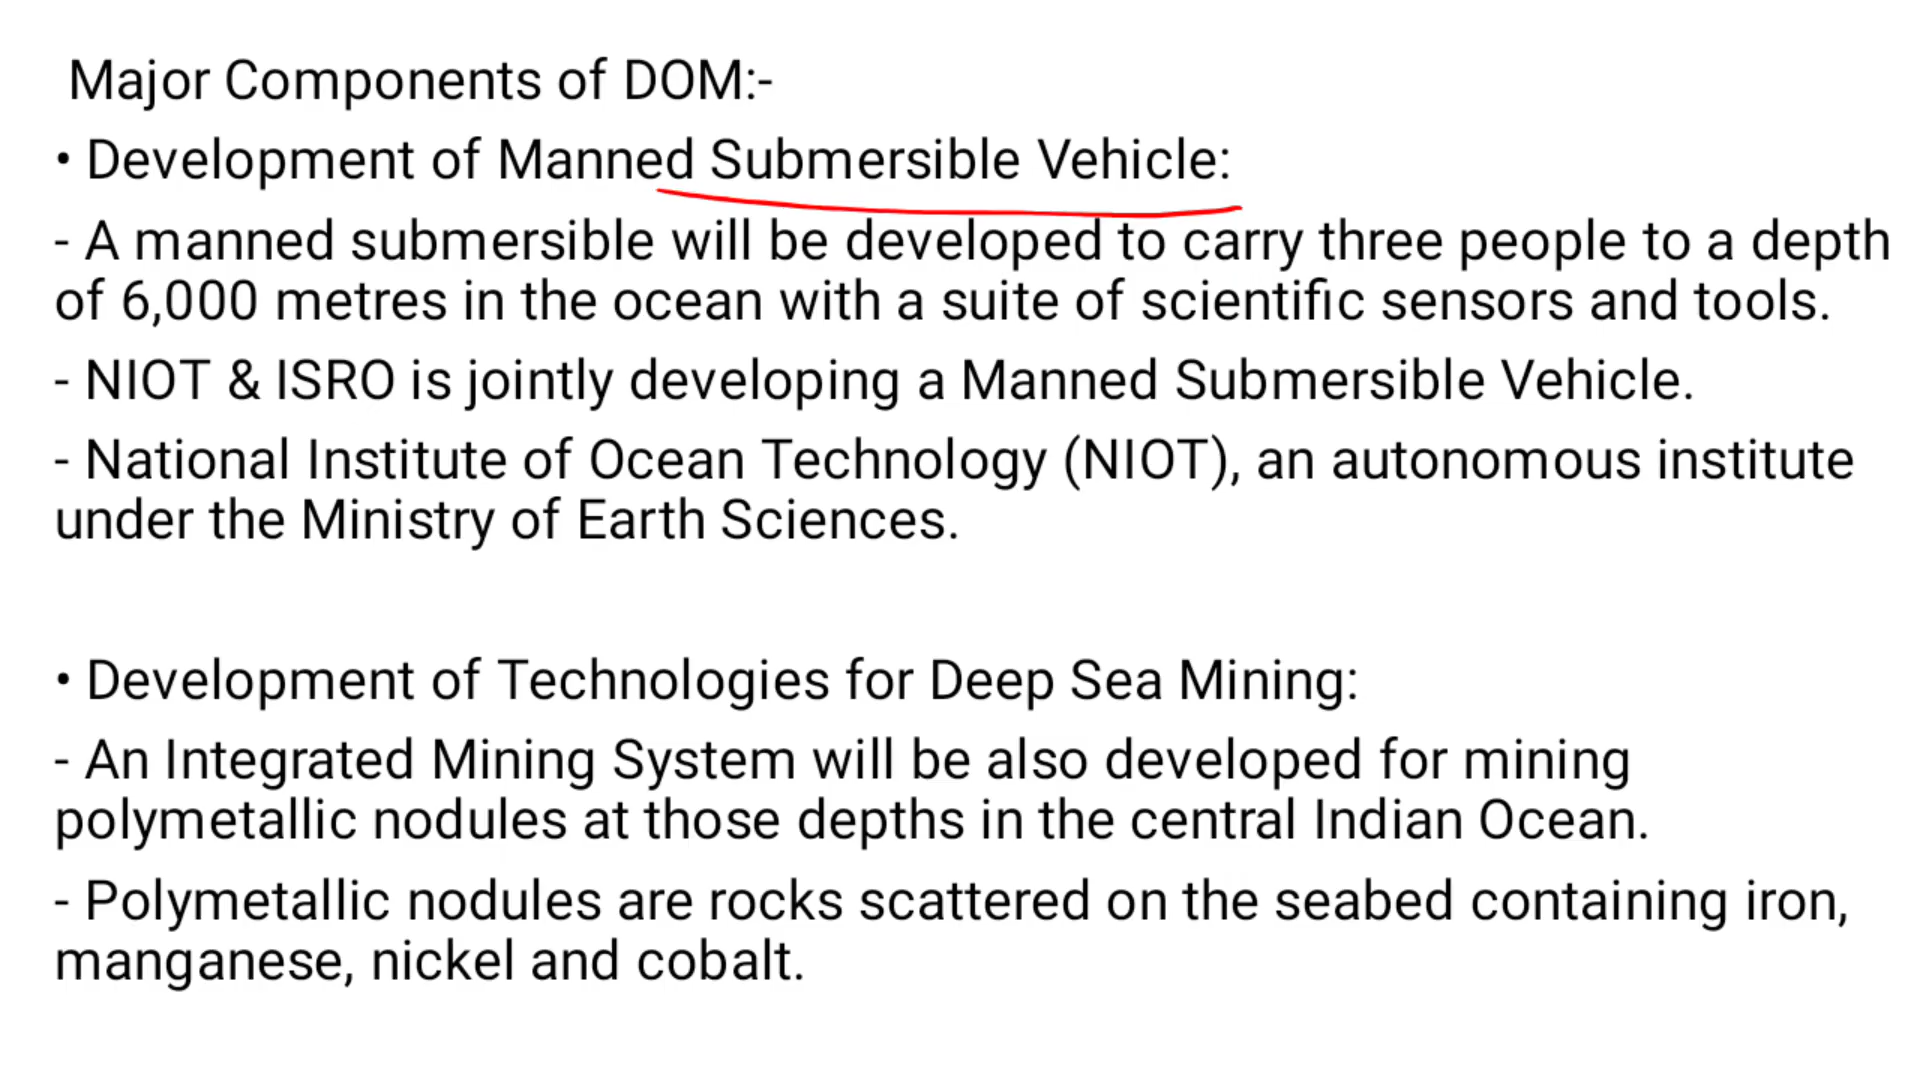 Major Components of DOM:-
• Development of Manned Submersible Vehicle:
- A manned submersible will be developed to carry three people to a depth
of 6,000 metres in the ocean with a suite of scientific sensors and tools.
- NIOT & ISRO is jointly developing a Manned Submersible Vehicle.
- National Institute of Ocean Technology (NIOT), an autonomous institute
under the Ministry of Earth Sciences.
• Development of Technologies for Deep Sea Mining:
- An Integrated Mining System will be also developed for mining
polymetallic nodules at those depths in the central Indian Ocean.
- Polymetallic nodules are rocks scattered on the seabed containing iron,
manganese, nickel and cobalt.